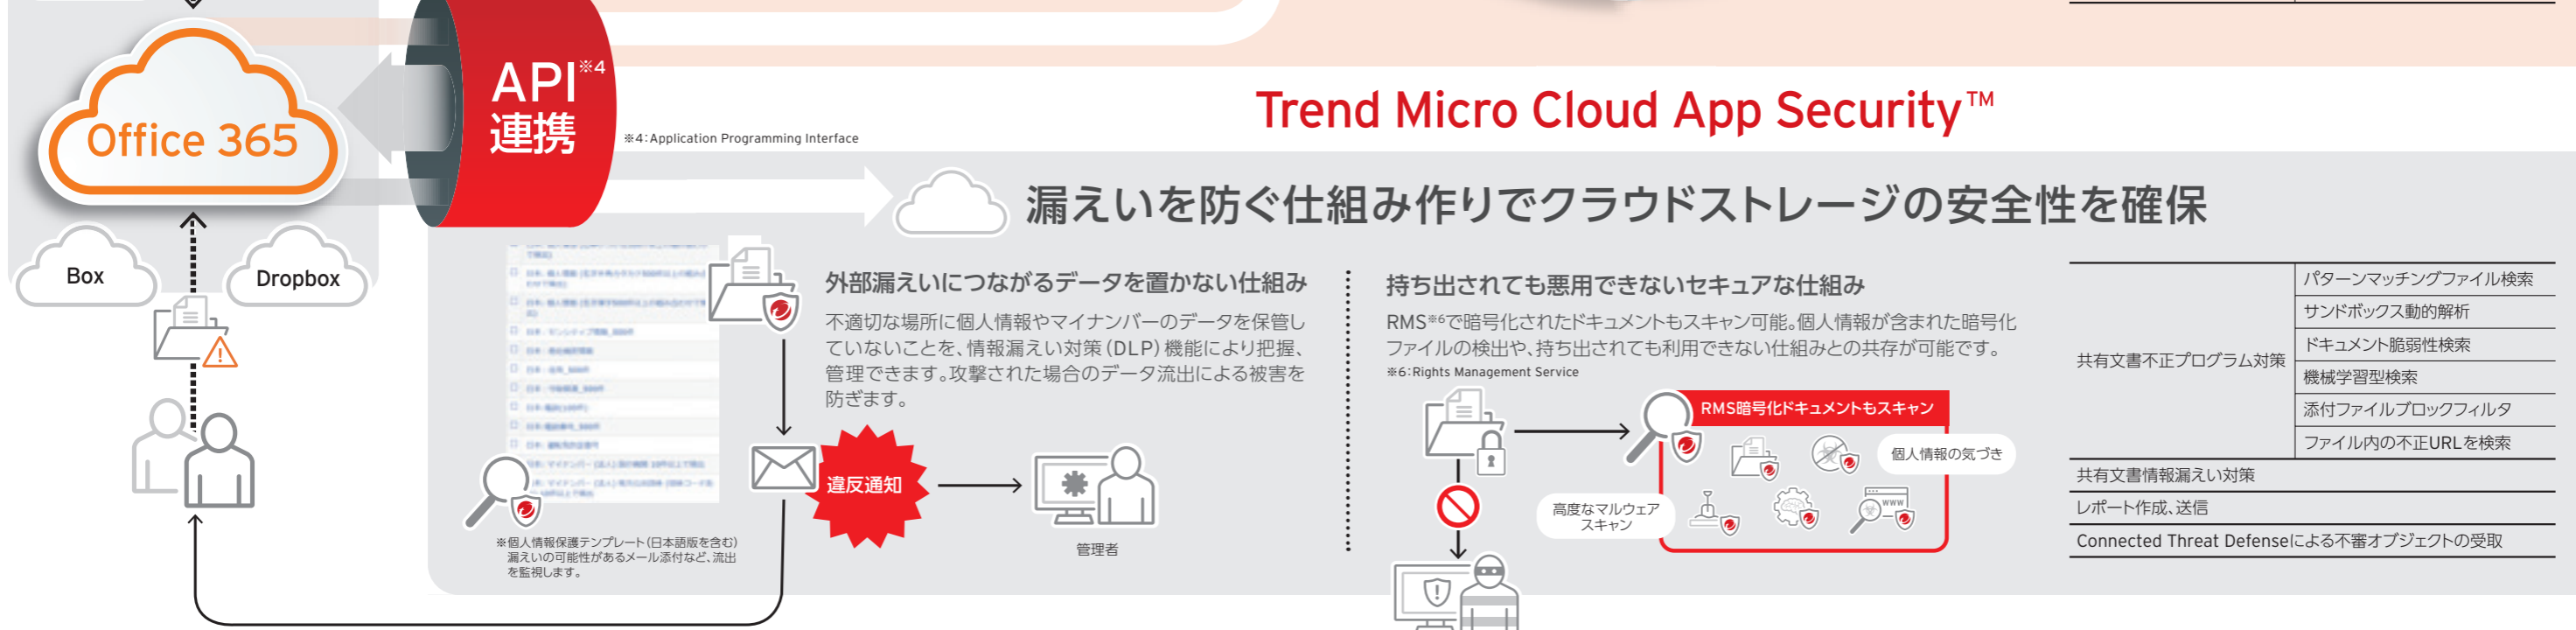 Office 365
API※4
連携
※4:Application Programming Interface
Trend Micro Cloud App Security™
漏えいを防ぐ仕組み作りでクラウドストレージの安全性を確保
Box
Dropbox
※個人情報保護テンプレート（日本語版を含む）
漏えいの可能性があるメール添付など、流出
を監視します。
外部漏えいにつながるデータを置かない仕組み
不適切な場所に個人情報やマイナンバーのデータを保管し
ていないことを、情報漏えい対策（DLP）機能により把握、
管理できます。攻撃された場合のデータ流出による被害を
防ぎます。
違反通知
管理者
持ち出されても悪用できないセキュアな仕組み
RMS※6で暗号化されたドキュメントもスキャン可能。個人情報が含まれた暗号化
ファイルの検出や、持ち出されても利用できない仕組みとの共存が可能です。
※6:Rights Management Service
RMS暗号化ドキュメントもスキャン
個人情報の気づき
高度なマルウェア
スキャン
WWW
共有文書不正プログラム対策
パターンマッチングファイル検索
サンドボックス動的解析
ドキュメント脆弱性検索
機械学習型検索
添付ファイルブロックフィルタ
ファイル内の不正URLを検索
共有文書情報漏えい対策
レポート作成、送信
Connected Threat Defenseによる不審オブジェクトの受取